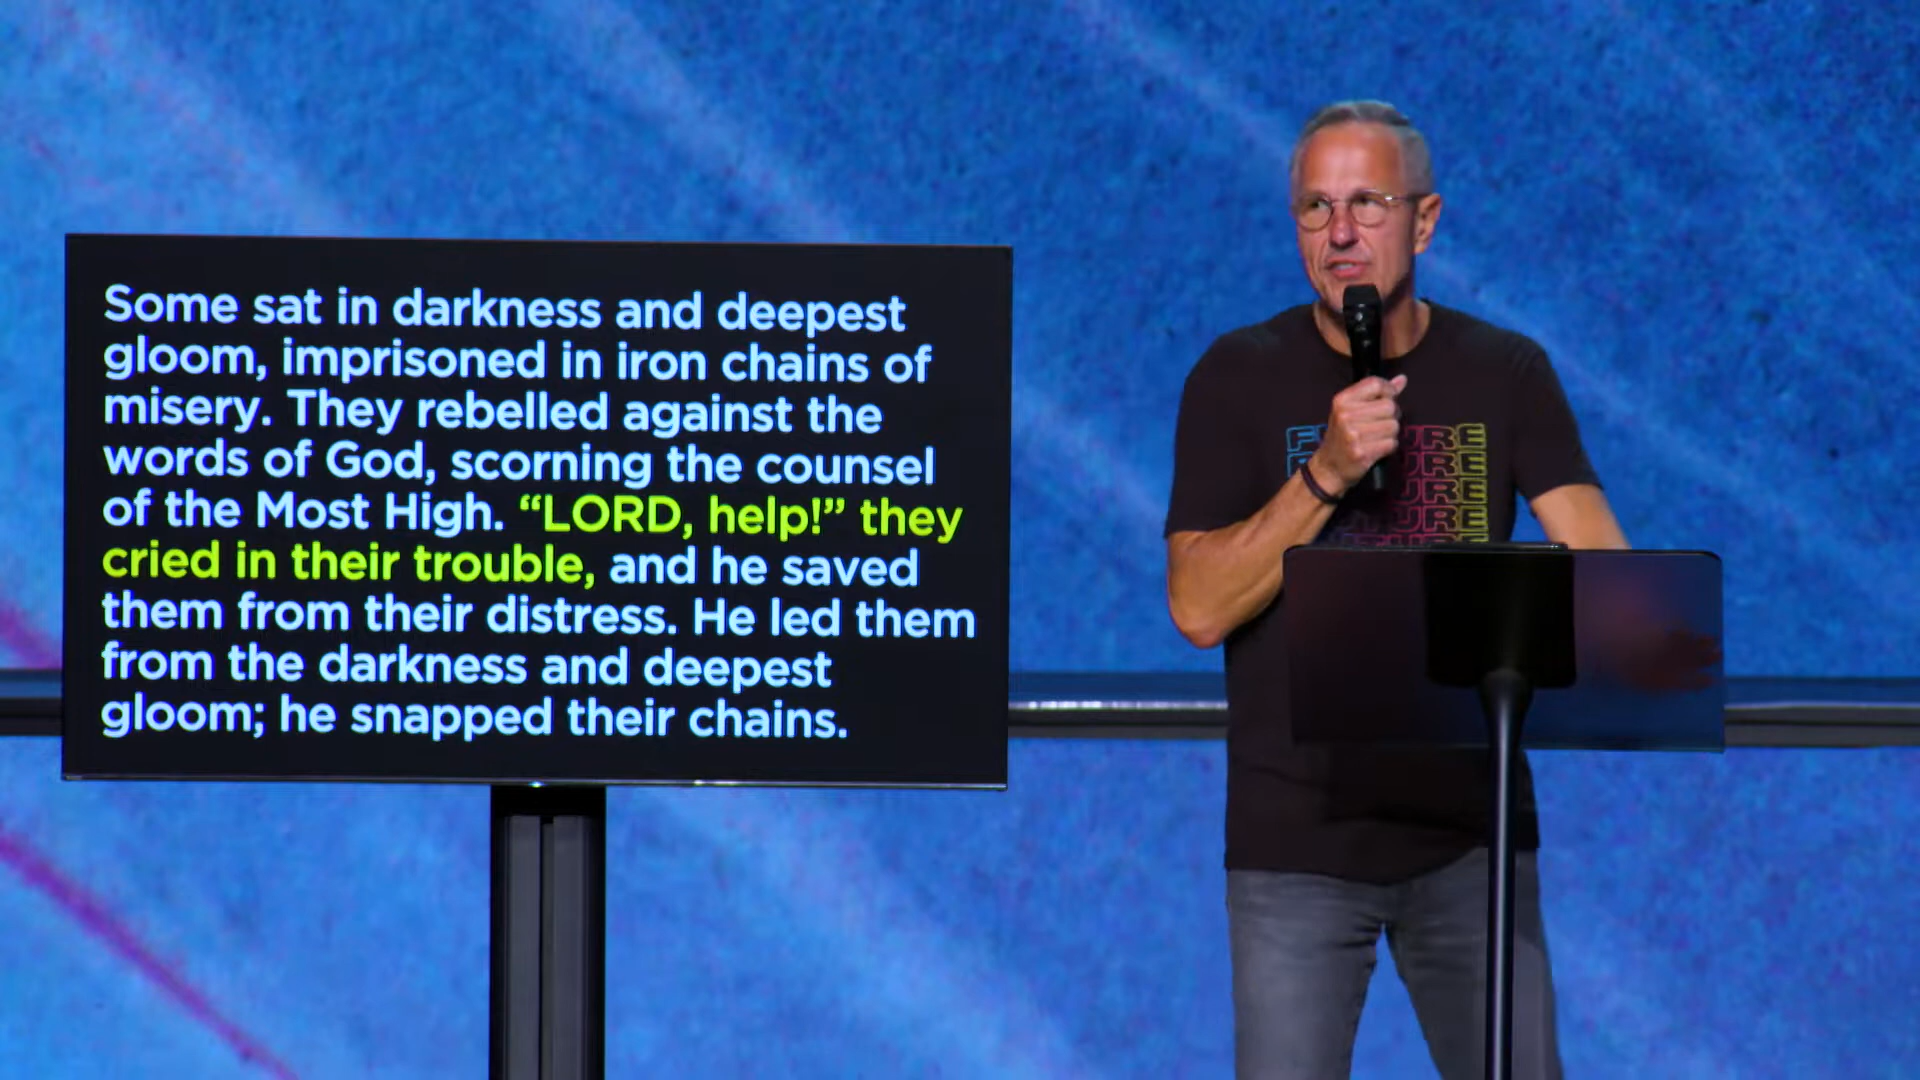 Some sat in darkness and deepest
gloom, imprisoned in iron chains of
misery. They rebelled against the
words of God, scorning the counsel
of the Most High. “LORD, help!” they
cried in their trouble, and he saved
them from their distress. He led them
from the darkness and deepest
gloom; he snapped their chains.